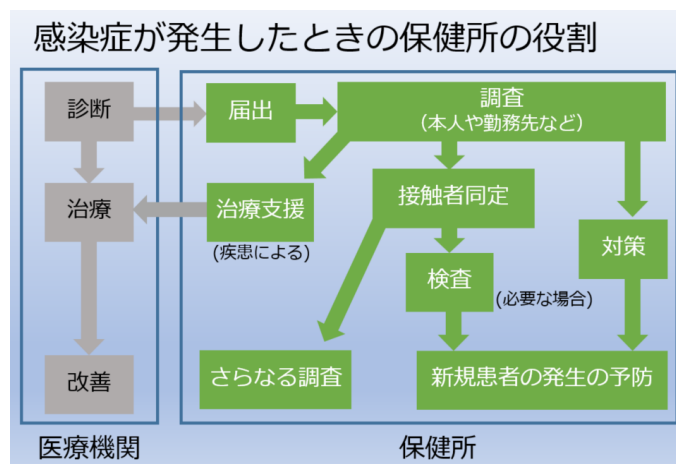 感染症が発生したときの保健所の役割
診断
届出
調査
(本人や勤務先など)
治療
治療支援
(疾患による)
接触者同定
対策
検査
(必要な場合)
改善
さらなる調査
新規患者の発生の予防
医療機関
保健所